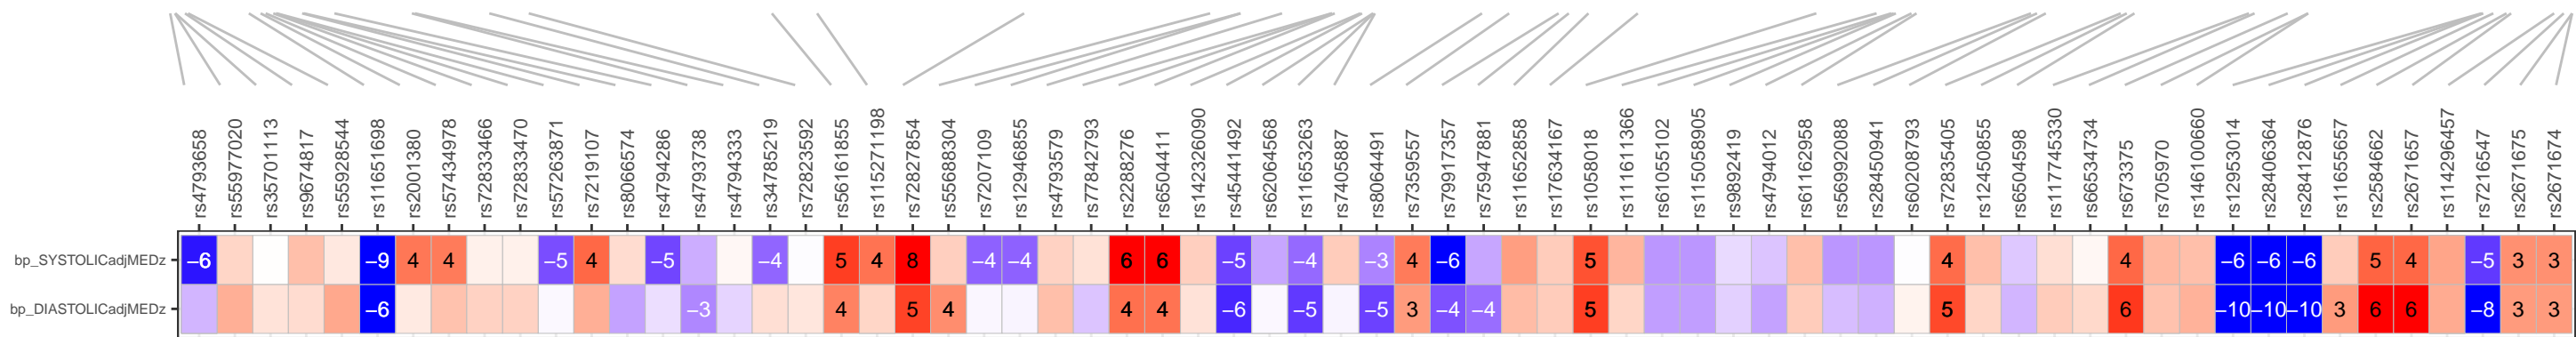 rs4793658 rs55977020 rs35701113 rs9674817 rs559285544 rs11651698 rs2001380 rs57434978 rs72833466 rs72833470 rs57263871 rs7219107 rs8066574 rs4794286 rs4793738 rs4794333 rs34785219 rs72823592 rs56161855 rs115271198 rs72827854 rs55688304 rs7207109 rs12946855 rs4793579 rs77842793 rs2288276 rs6504411 rs142326090 rs454414​92 rs62064568 rs11653263 rs7405887 rs8064491 rs7359557 rs79917357 rs75947881 rs11652858 rs17634167 rs1058018 rs111611366 rs61055102 rs115058905 rs9892419 rs4794012 rs61162958 rs56992088 rs28450941 rs60208793 rs72835405 rs12450855 rs6504598 rs117745330 rs66534734 rs6973375 rs705970 rs146100660 rs12953014 rs28406364 rs28412876 rs11655657 rs2584662 rs2671657 rs114296457 rs7216547 rs2671675 rs2671674
bp_SYSTOLICadjMEDz −6 −9 4 4 −5 4 −5 −4 5 4 8 −4 −4 6 6 −5 −4 −3 4 −6 5 4 4 −6 −6 −6 5 4 −5 3 3
bp_DIASTOLICadjMEDz −6 −3 4 5 4 4 4 −6 −5 −5 3 −4 −4 5 5 6 −10 −10 −10 3 6 6 −8 3 3